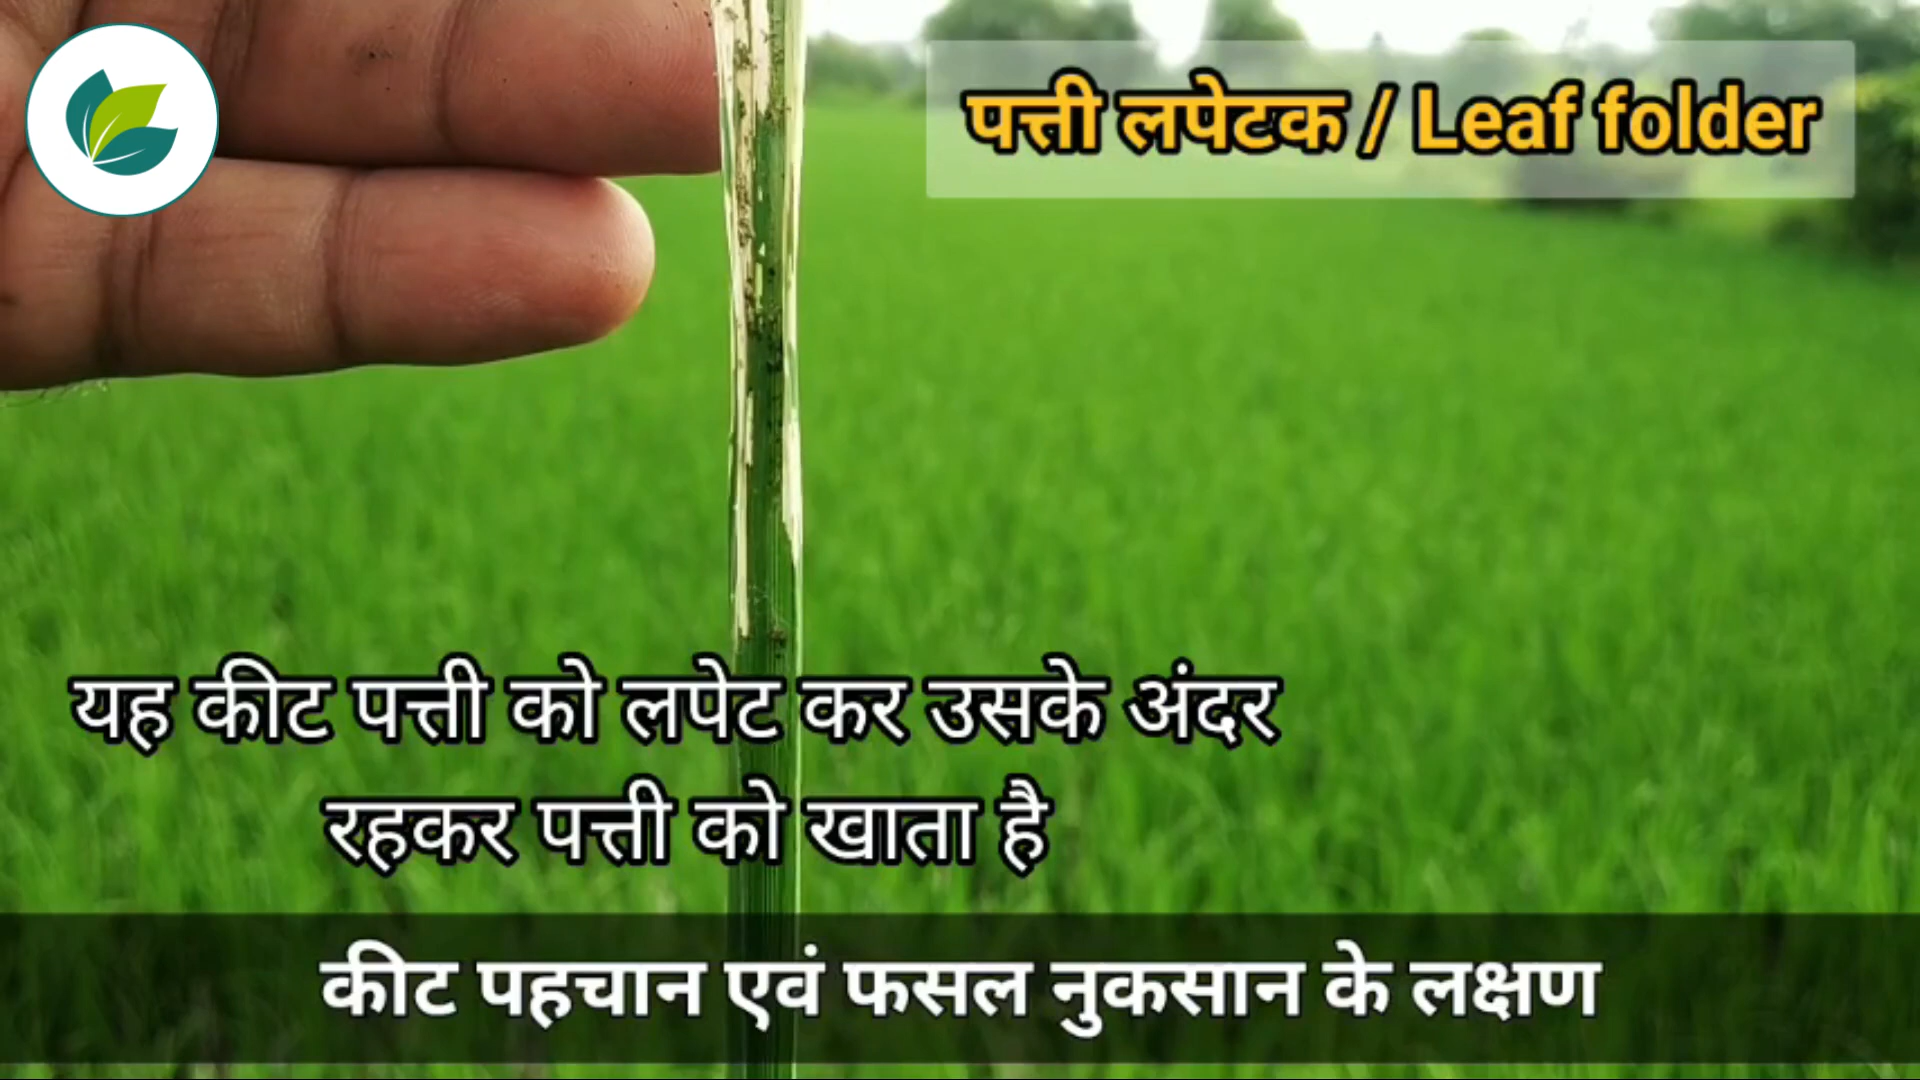 पत्ती लपेटक / Leaf folder
यह कीट पत्ती को लपेट कर उसके अंदर
रहकर पत्ती को खाता है
कीट पहचान एवं फसल नुकसान के लक्षण